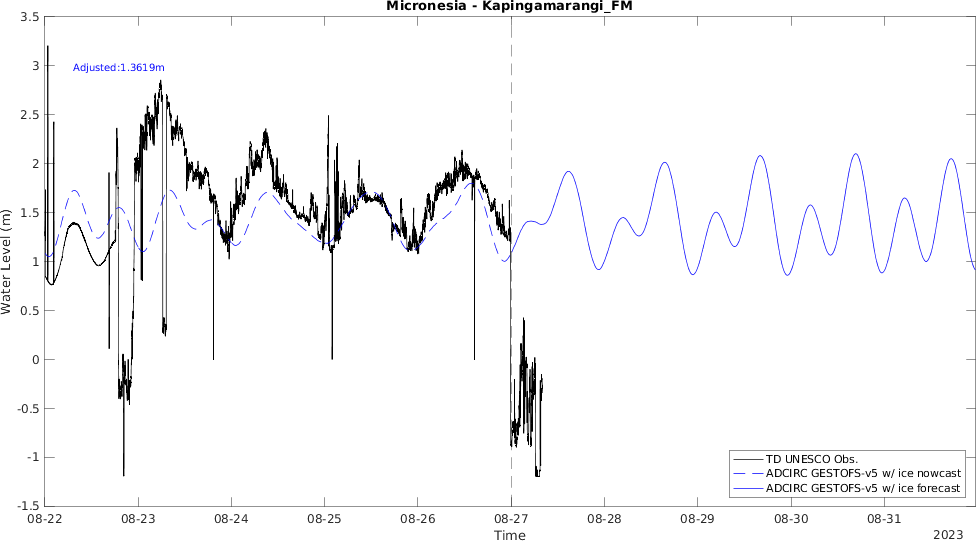 Micronesia - Kapingamarangi_FM
3.5
3
2.5
2
1.5
1
0.5
0
-0.5
-1
-1.5
Water Level (m)
Adjusted:1.3619m
TD UNESCO Obs.
ADCIRC GESTOFS-v5 w/ ice nowcast
ADCIRC GESTOFS-v5 w/ ice forecast
08-22 08-23 08-24 08-25 08-26 08-27 08-28 08-29 08-30 08-31
Time
2023